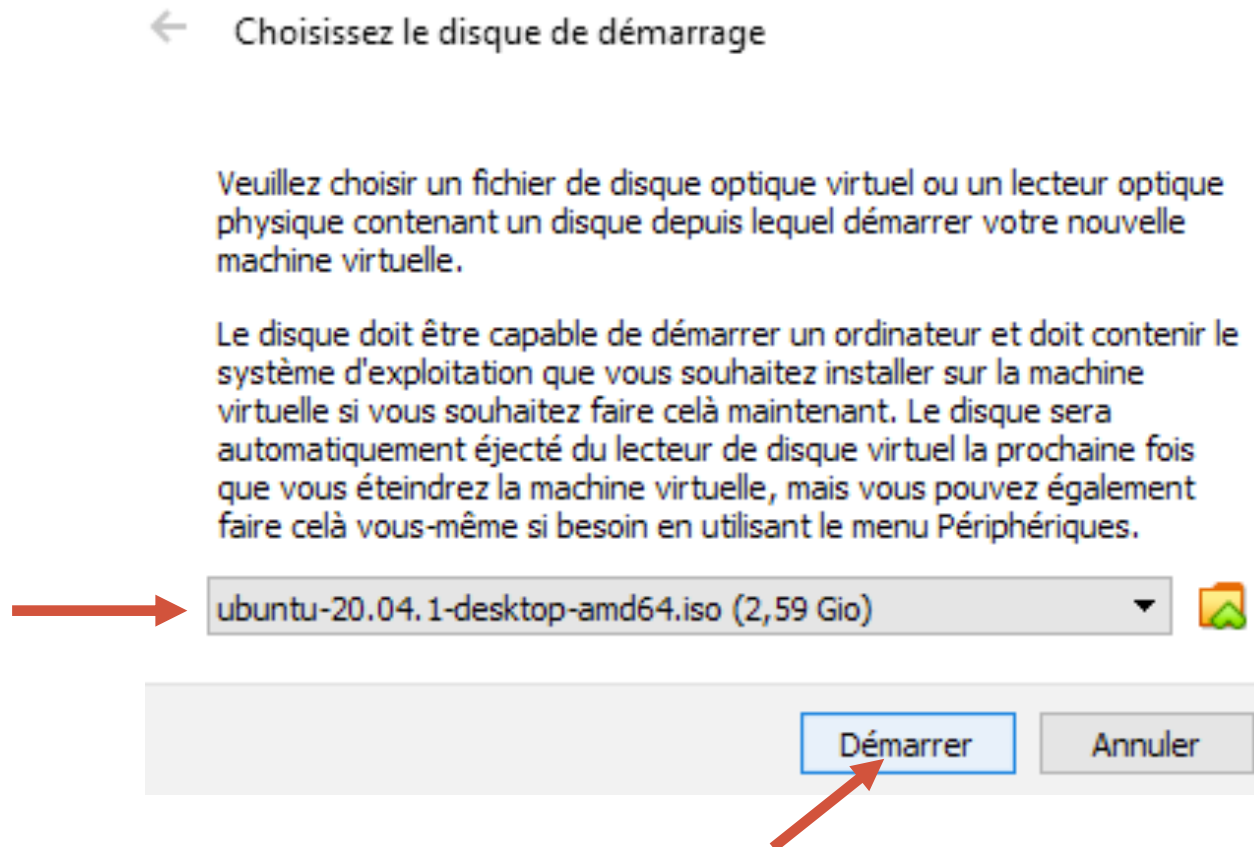 Choisissez le disque de démarrage
Veuillez choisir un fichier de disque optique virtuel ou un lecteur optique
physique contenant un disque depuis lequel démarrer votre nouvelle
machine virtuelle.
Le disque doit être capable de démarrer un ordinateur et doit contenir le
système d'exploitation que vous souhaitez installer sur la machine
virtuelle si vous souhaitez faire celà maintenant. Le disque sera
automatiquement éjecté du lecteur de disque virtuel la prochaine fois
que vous éteindrez la machine virtuelle, mais vous pouvez également
faire celà vous-même si besoin en utilisant le menu Périphériques.
ubuntu-20.04.1-desktop-amd64.iso (2,59 Gio)
Démarrer Annuler